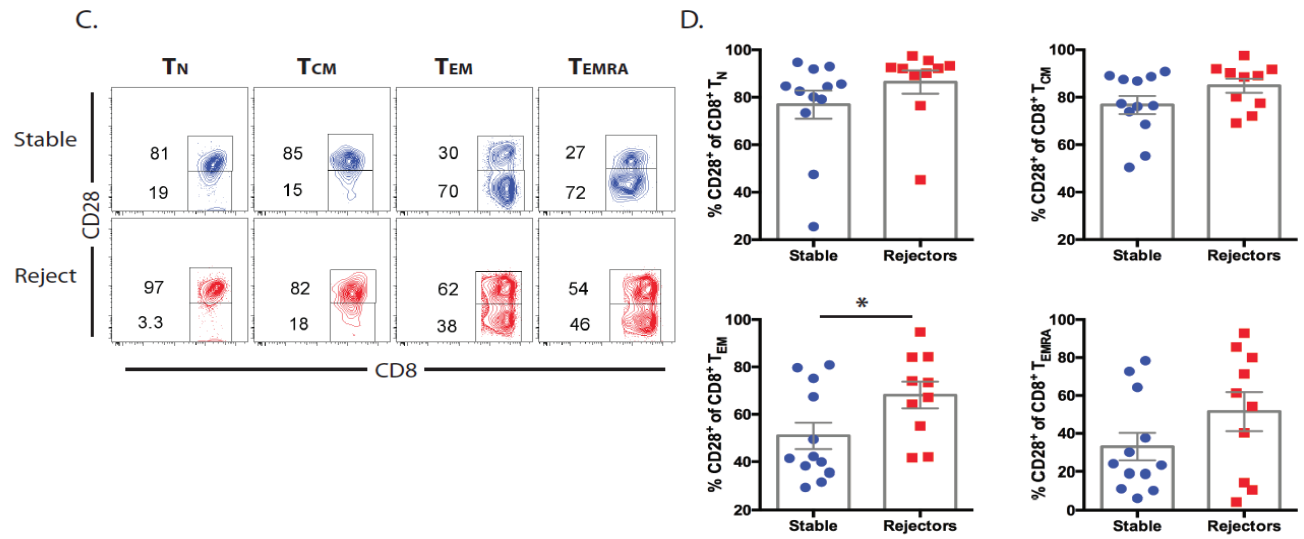 C.
TN TCM TEM TEMRA
Stable
81
19
85
15
30
70
27
72
Reject
97
3.3
82
18
62
38
54
46
CD28
CD8
D.
% CD28+ of CD8+ TN
100
80
60
40
20
Stable Rejectors
% CD28+ of CD8+ TCM
100
80
60
40
20
Stable Rejectors
% CD28+ of CD8+ TEM
100
80
60
40
20
*
Stable Rejectors
% CD28+ of CD8+ TEMRA
100
80
60
40
20
0
Stable Rejectors